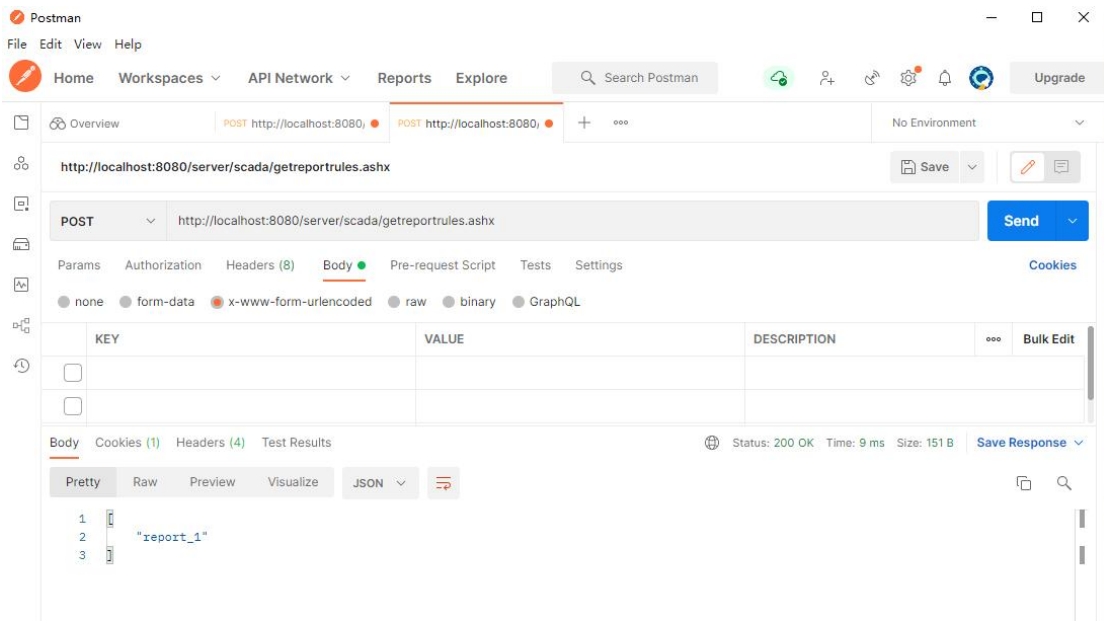 Postman
File Edit View Help
Home Workspaces API Network Reports Explore Search Postman Upgrade
Overview POST http://localhost:8080/ POST http://localhost:8080/ No Environment
http://localhost:8080/server/scada/getreportrules.ashx Save
POST http://localhost:8080/server/scada/getreportrules.ashx Send
Params Authorization Headers (8) Body Pre-request Script Tests Settings Cookies
none form-data x-www-form-urlencoded raw binary GraphQL
KEY VALUE DESCRIPTION Bulk Edit
Body Cookies (1) Headers (4) Test Results Status: 200 OK Time: 9 ms Size: 151 B Save Response
Pretty Raw Preview Visualize JSON
1 [
2 "report_1"
3 ]